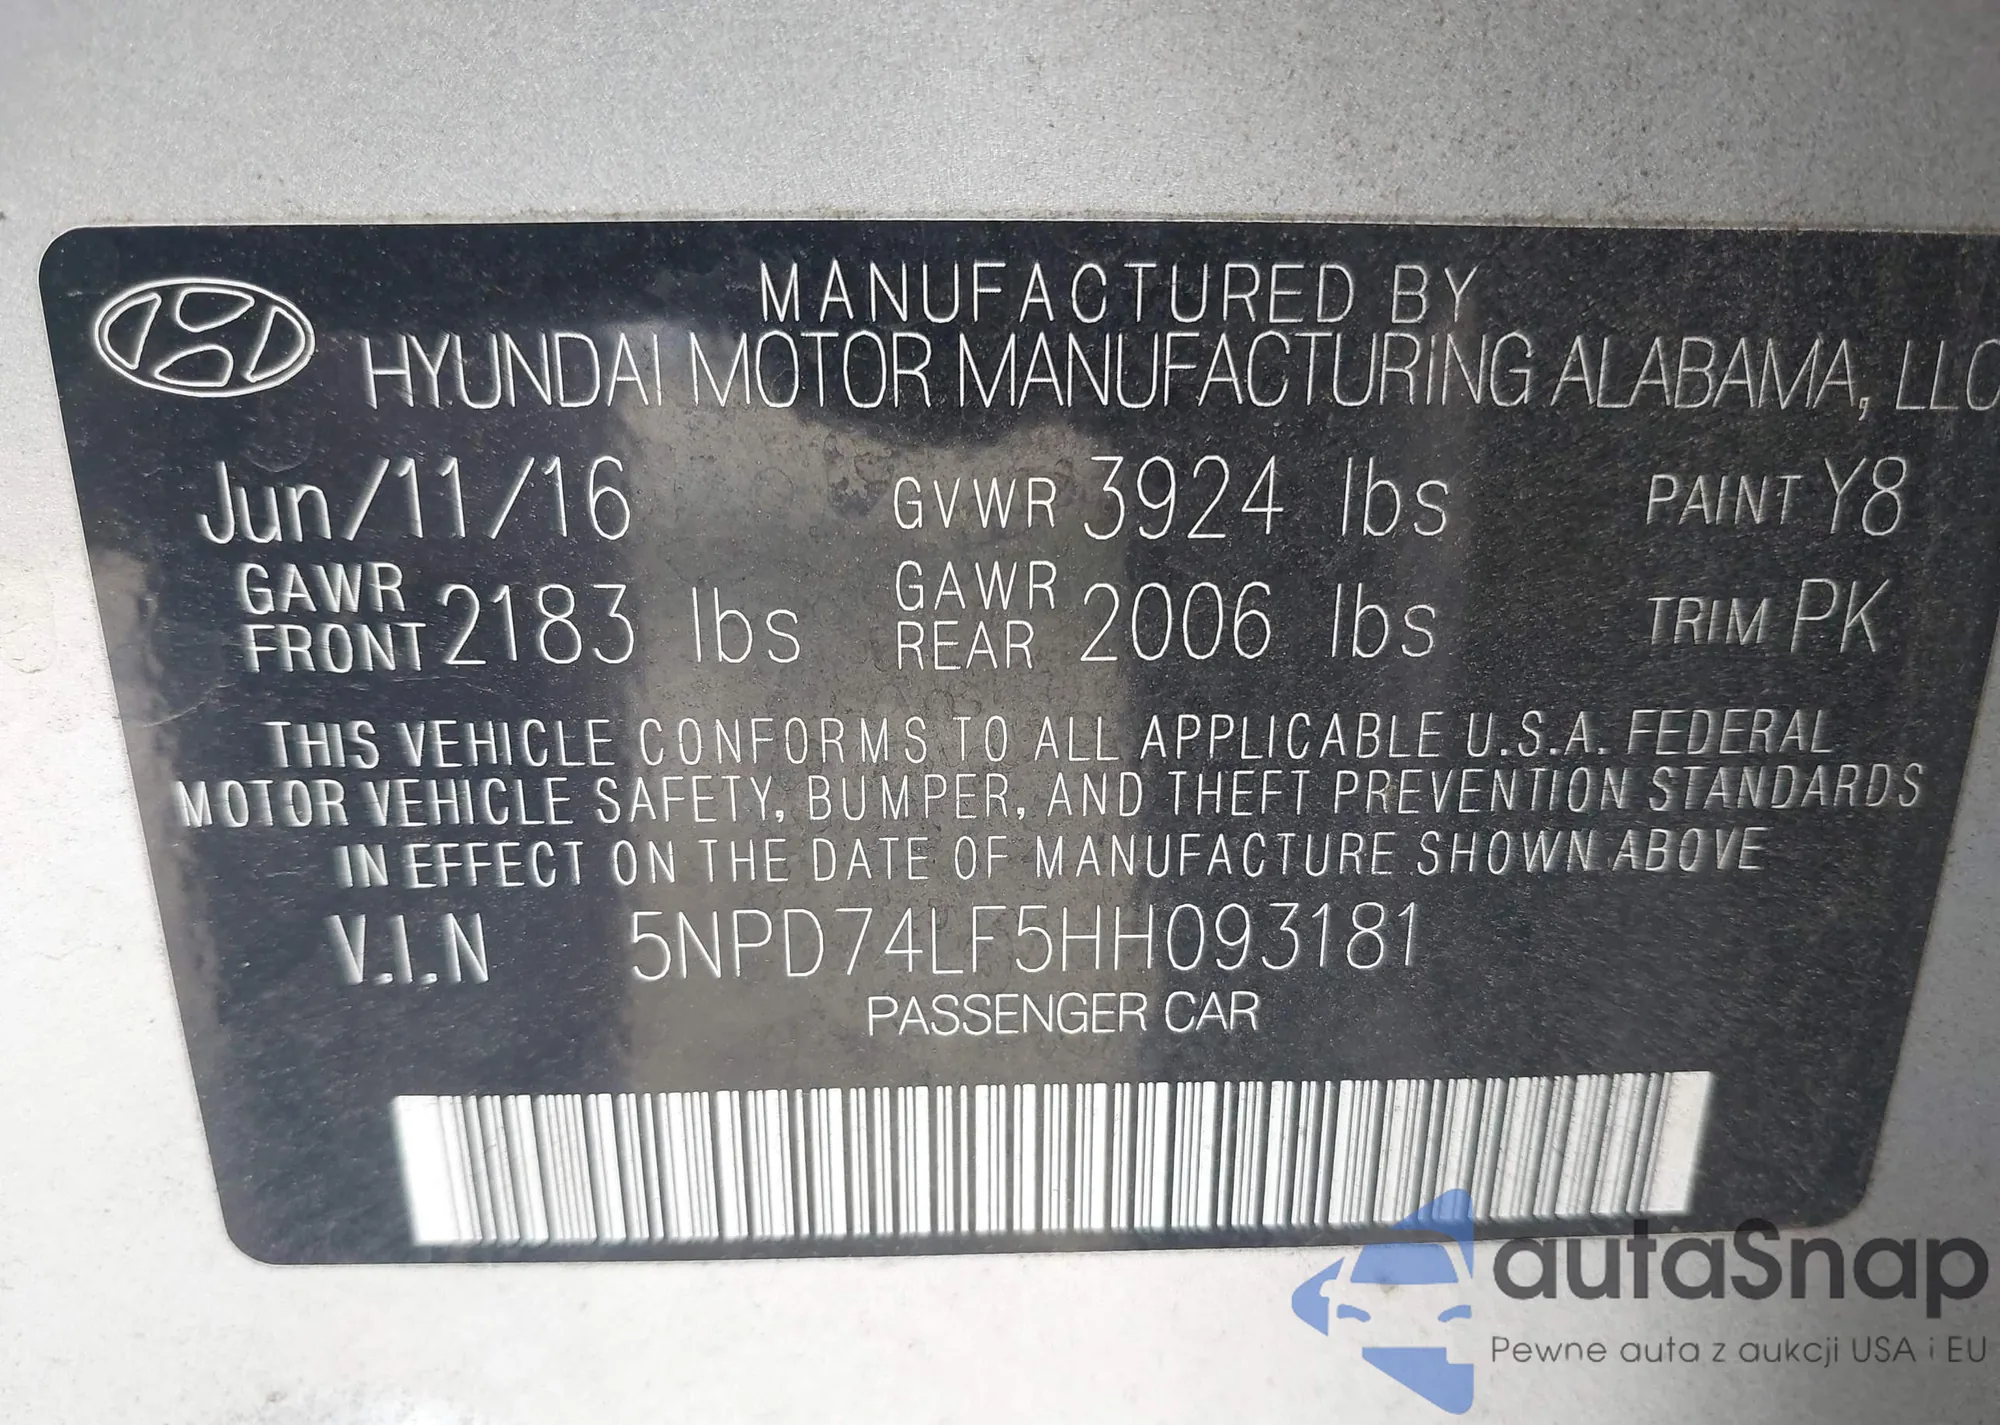 MANUFACTURED BY
HYUNDAI MOTOR MANUFACTURING ALABAMA, LLC
Jun/11/16 GVWR 3924 lbs PAINT Y8
GAWR FRONT 2183 lbs GAWR REAR 2006 lbs TRIM PK
THIS VEHICLE CONFORMS TO ALL APPLICABLE U.S.A. FEDERAL
MOTOR VEHICLE SAFETY, BUMPER, AND THEFT PREVENTION STANDARDS
IN EFFECT ON THE DATE OF MANUFACTURE SHOWN ABOVE
V.I.N 5NPD74LF5HH093181
PASSENGER CAR
autaSnap
Pewne auta z aukcji USA i EU